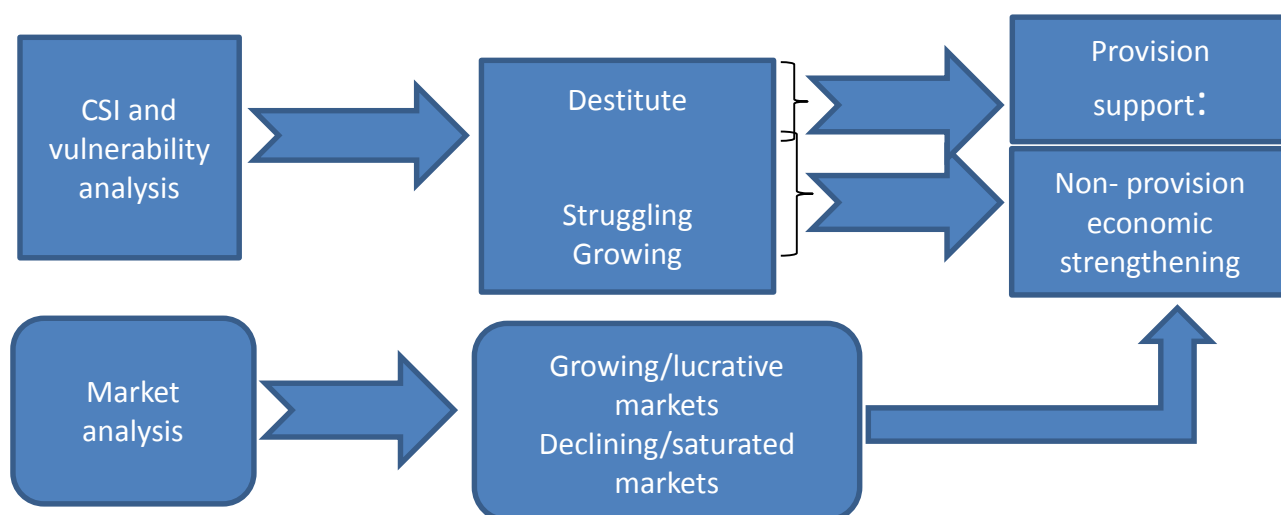 CSI and
vulnerability
analysis
Destitute
Struggling
Growing
Provision
support:
Non- provision
economic
strengthening
Market
analysis
Growing/lucrative
markets
Declining/saturated
markets